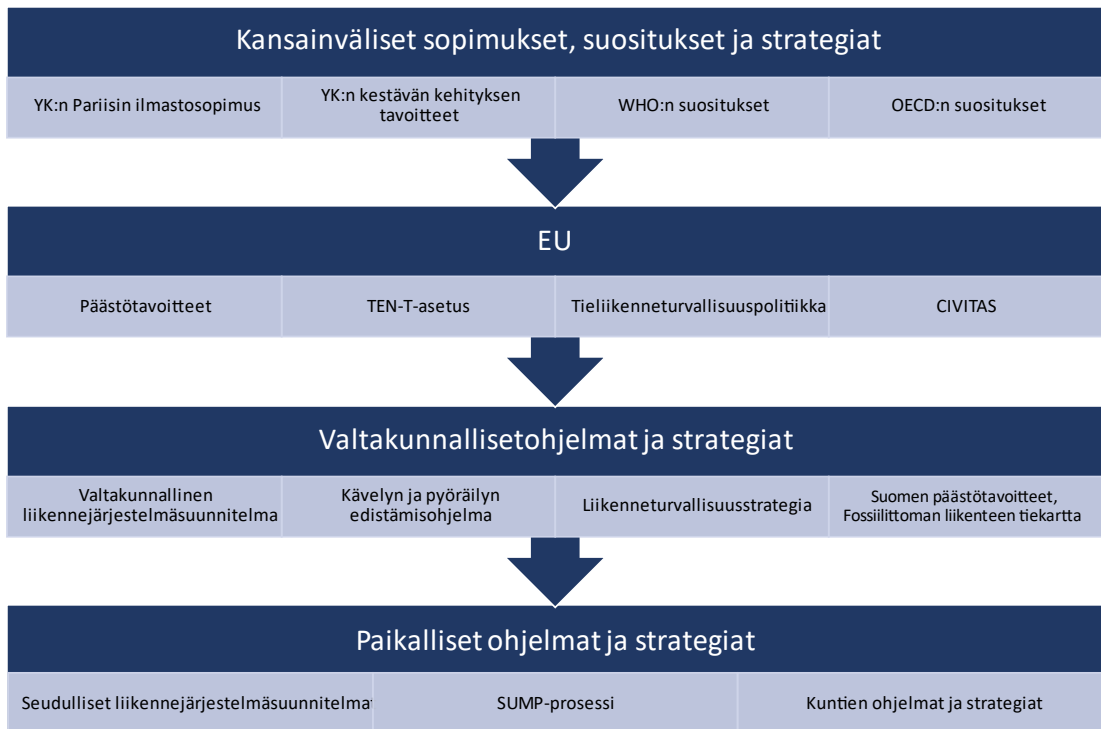 Kansainväliset sopimukset, suositukset ja strategiat
YK:n Pariisin ilmastosopimus
YK:n kestävän kehityksen
tavoitteet
WHO:n suositukset
OECD:n suositukset
EU
Päästötavoitteet
TEN-T-asetus
Tieliikenneturvallisuuspolitiikka
CIVITAS
Valtakunnallisetohjelmat ja strategiat
Valtakunnallinen
liikennejärjestelmäsuunnitelma
Kävelyn ja pyöräilyn
edistämisohjelma
Liikenneturvallisuusstrategia
Suomen päästötavoitteet,
Fossiilittoman liikenteen tiekartta
Paikalliset ohjelmat ja strategiat
Seudulliset liikennejärjestelmäsuunnitelmat
SUMP-prosessi
Kuntien ohjelmat ja strategiat